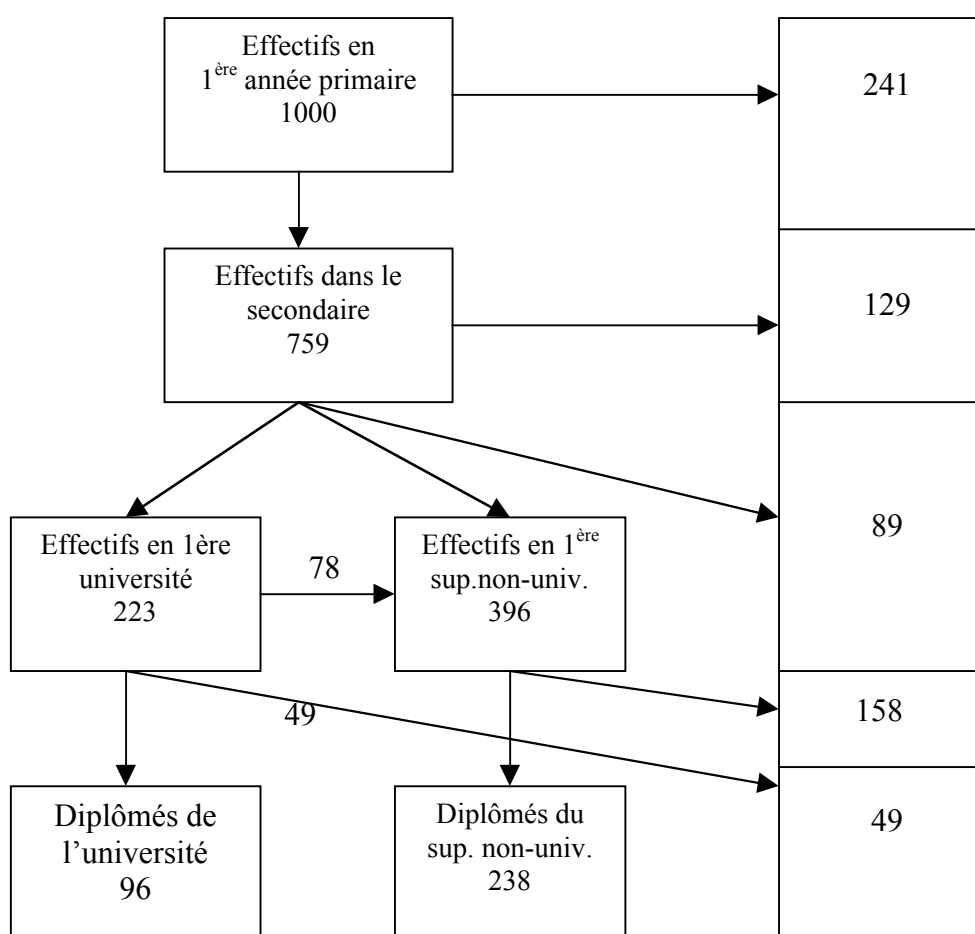 Effectifs en
1ère année primaire
1000
241
Effectifs dans le
secondaire
759
129
89
Effectifs en 1ère
université
223
78
Effectifs en 1ère
sup.non-univ.
396
49
158
Diplômés de
l’université
96
Diplômés du
sup. non-univ.
238
49